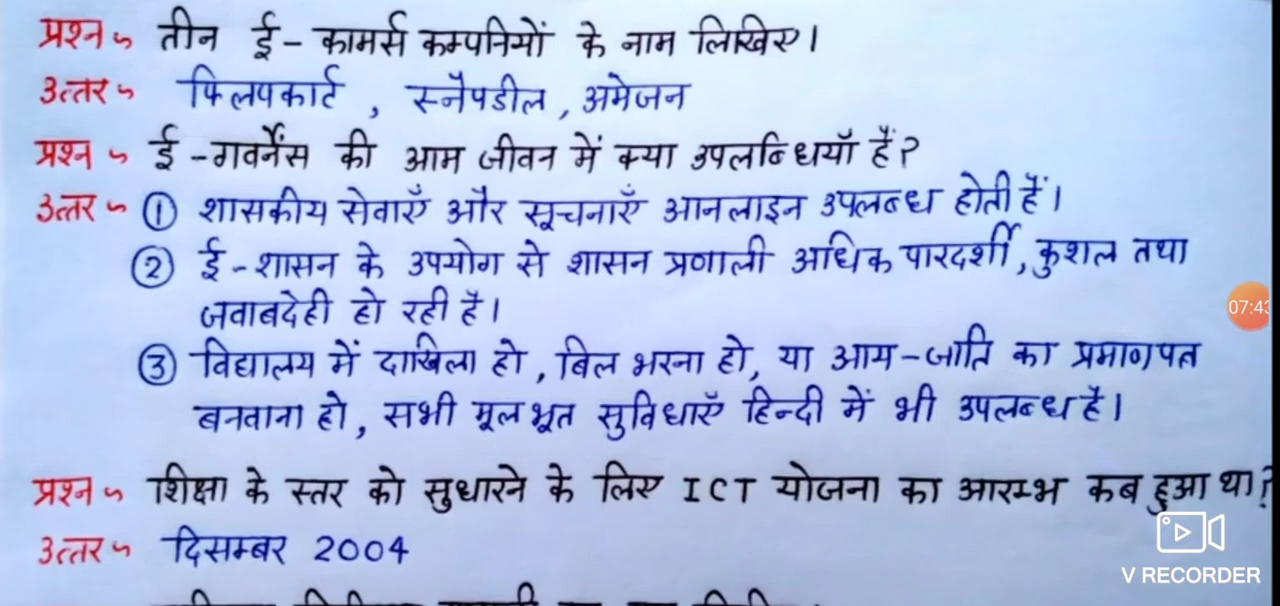 प्रश्न तीन ई-कामर्स कम्पनियों के नाम लिखिए।
उत्तर फ्लिपकार्ट, स्नैपडील, अमेजन
प्रश्न ई-गवर्नेंस की आम जीवन में क्या उपलब्धियाँ हैं?
उत्तर ① शासकीय सेवाएँ और सूचनाएँ आनलाइन उपलब्ध होती हैं।
② ई-शासन के उपयोग से शासन प्रणाली अधिक पारदर्शी, कुशल तथा
जवाबदेही हो रही है।
07:43
③ विद्यालय में दाखिला हो, बिल भरना हो, या आय-जाति का प्रमाणपत्र
बनवाना हो, सभी मूलभूत सुविधाएँ हिन्दी में भी उपलब्ध है।
प्रश्न शिक्षा के स्तर को सुधारने के लिए ICT योजना का आरम्भ कब हुआ था?
उत्तर दिसम्बर 2004
V RECORDER